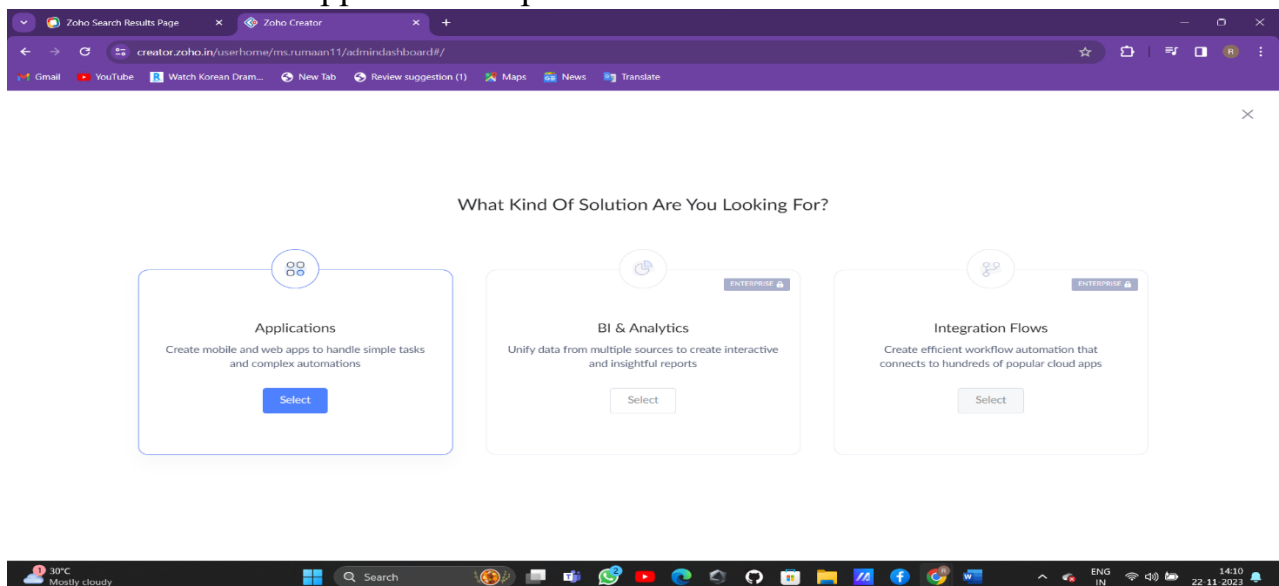 Zoho Search Results Page
Zoho Creator
creator.zoho.in/userhome/ms.rumaan11/admindashboard#/
R
Gmail
YouTube
Watch Korean Dram...
New Tab
Review suggestion (1)
Maps
News
Translate
What Kind Of Solution Are You Looking For?
ENTERPRISE
ENTERPRISE
Applications
BI & Analytics
Integration Flows
Create mobile and web apps to handle simple tasks
and complex automations
Unify data from multiple sources to create interactive
and insightful reports
Create efficient workflow automation that
connects to hundreds of popular cloud apps
Select
Select
Select
1
30°C
Mostly cloudy
Search
2
ENG
IN
14:10
22-11-2023